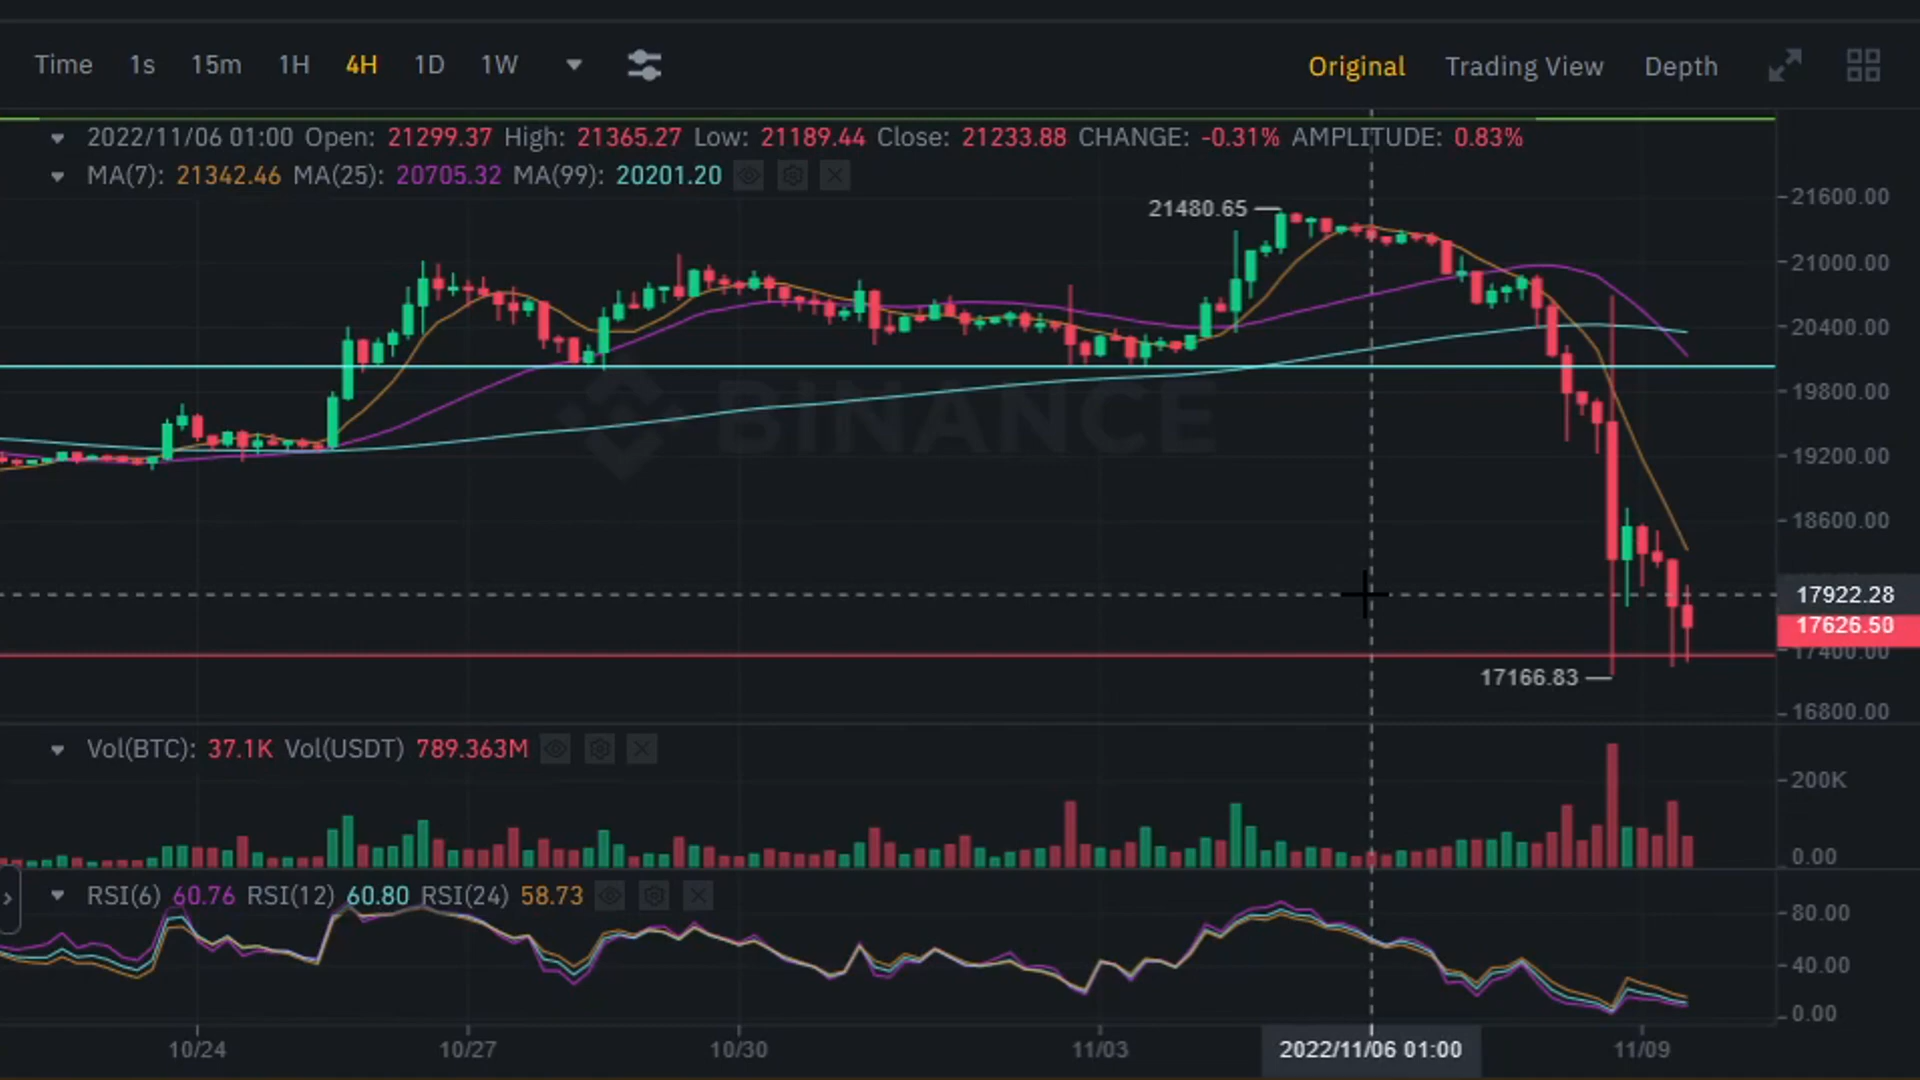 Time 1s 15m 1H 4H 1D 1W Original Trading View Depth
2022/11/06 01:00 Open: 21299.37 High: 21365.27 Low: 21189.44 Close: 21233.88 CHANGE: -0.31% AMPLITUDE: 0.83%
MA(7): 21342.46 MA(25): 20705.32 MA(99): 20201.20
21600.00
21480.65
21000.00
20400.00
19800.00
BINANCE
19200.00
18600.00
17922.28
17626.50
17400.00
17166.83
16800.00
Vol(BTC): 37.1K Vol(USDT) 789.363M
200K
0.00
RSI(6) 60.76 RSI(12) 60.80 RSI(24) 58.73
80.00
40.00
0.00
10/24 10/27 10/30 11/03 2022/11/06 01:00 11/09